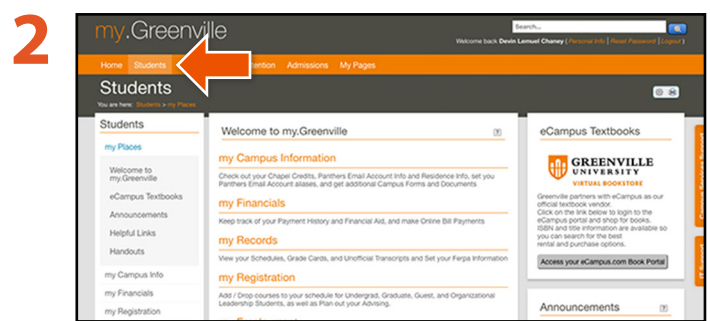 2
my.Greenville
Search...
Welcome back Devin Lamuel Chaney ( Personal Info | Reset Password | Logout )
Home Students ention Admissions My Pages
Students
You are here: Students > my Places
Students
my Places
Welcome to
my.Greenville
eCampus Textbooks
Announcements
Helpful Links
Handouts
my Campus Info
my Financials
my Registration
Welcome to my.Greenville
my Campus Information
Check out your Chapel Credits, Panthers Email Account Info and Residence Info, set you
Panthers Email Account aliases, and get additional Campus Forms and Documents
my Financials
Keep track of your Payment History and Financial Aid, and make Online Bill Payments
my Records
View your Schedules, Grade Cards, and Unofficial Transcripts and Set your Ferpa Information
my Registration
Add / Drop courses to your schedule for Undergrad, Graduate, Guest, and Organizational
Leadership Students, as well as Plan out your Advising.
eCampus Textbooks
GREENVILLE
UNIVERSITY
VIRTUAL BOOKSTORE
Greenville partners with eCampus as our
official textbook vendor.
Click on the link below to login to the
eCampus portal and shop for books.
ISBN and title information are available so
you can search for the best
rental and purchase options.
Access your eCampus.com Book Portal
Announcements
Campus Services Support
IT Support